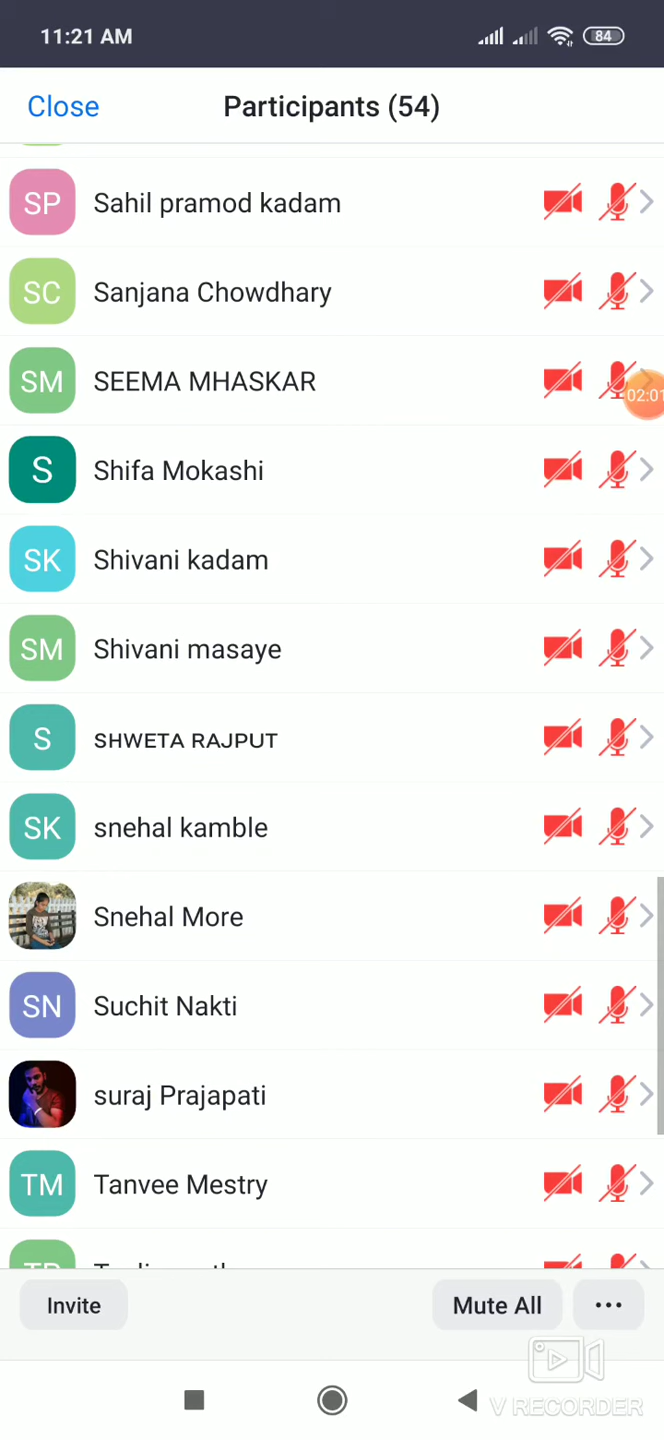 11:21 AM
84
Close
Participants (54)
SP Sahil pramod kadam
SC Sanjana Chowdhary
SM SEEMA MHASKAR
02:01
S Shifa Mokashi
SK Shivani kadam
SM Shivani masaye
S SHWETA RAJPUT
SK snehal kamble
Snehal More
SN Suchit Nakti
suraj Prajapati
TM Tanvee Mestry
Invite
Mute All
V RECORDER